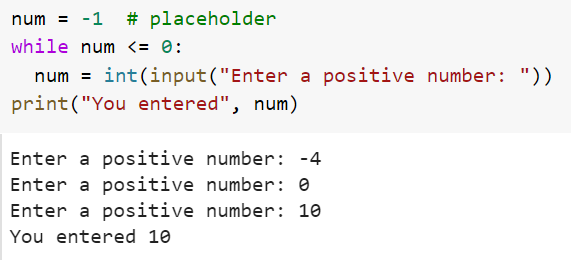 num = -1  # placeholder
while num <= 0:
  num = int(input("Enter a positive number: "))
print("You entered", num)
Enter a positive number: -4
Enter a positive number: 0
Enter a positive number: 10
You entered 10